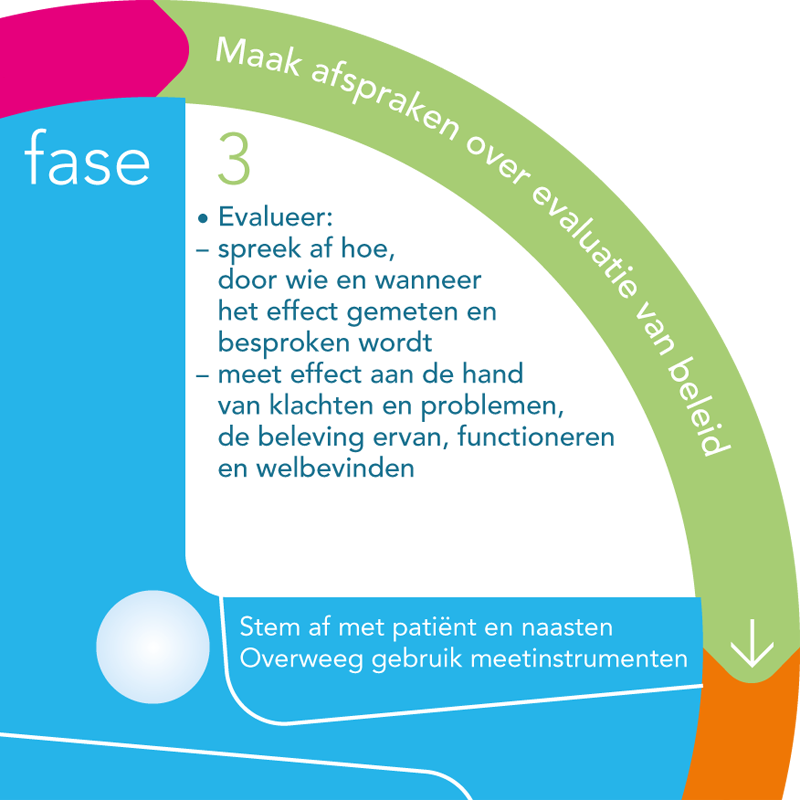 Maak afspraken over evaluatie van beleid
fase 3
• Evalueer:
– spreek af hoe,
door wie en wanneer
het effect gemeten en
besproken wordt
– meet effect aan de hand
van klachten en problemen,
de beleving ervan, functioneren
en welbevinden
Stem af met patiënt en naasten
Overweeg gebruik meetinstrumenten